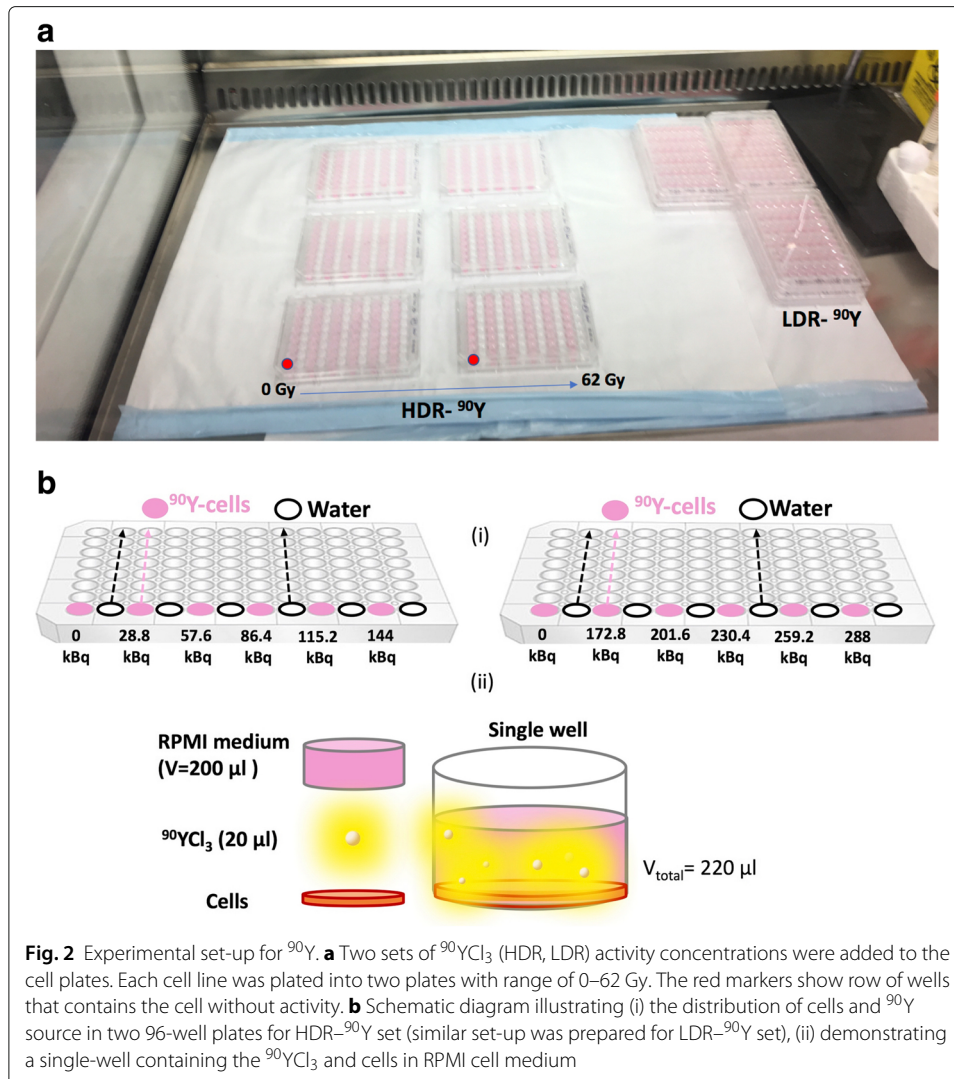 a
LDR- ⁹⁰Y
0 Gy
62 Gy
HDR- ⁹⁰Y
b
⁹⁰Y-cells Water
(i)
⁹⁰Y-cells Water
0 28.8 57.6 86.4 115.2 144
kBq kBq kBq kBq kBq kBq
0 172.8 201.6 230.4 259.2 288
kBq kBq kBq kBq kBq kBq
(ii)
Single well
RPMI medium
(V=200 µl )
⁹⁰YCl₃ (20 µl)
Cells
Vₜₒₜₐₗ= 220 µl
Fig. 2 Experimental set-up for ⁹⁰Y. a Two sets of ⁹⁰YCl₃ (HDR, LDR) activity concentrations were added to the
cell plates. Each cell line was plated into two plates with range of 0–62 Gy. The red markers show row of wells
that contains the cell without activity. b Schematic diagram illustrating (i) the distribution of cells and ⁹⁰Y
source in two 96-well plates for HDR–⁹⁰Y set (similar set-up was prepared for LDR–⁹⁰Y set), (ii) demonstrating
a single-well containing the ⁹⁰YCl₃ and cells in RPMI cell medium